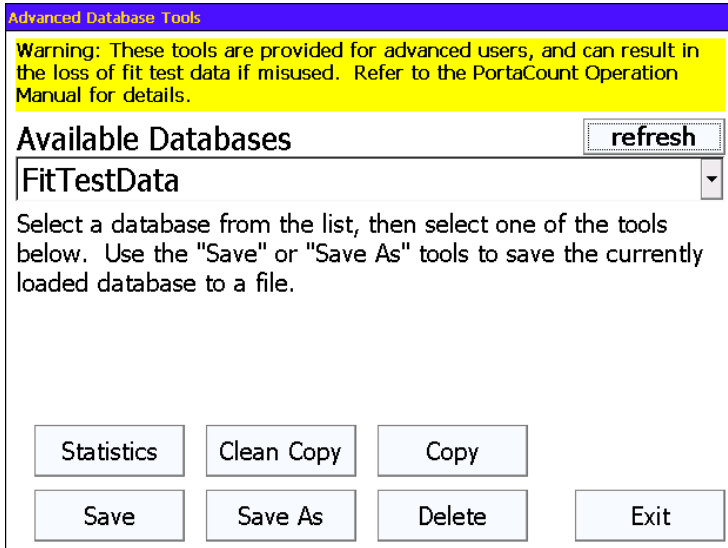 Advanced Database Tools
Warning: These tools are provided for advanced users, and can result in
the loss of fit test data if misused.  Refer to the PortaCount Operation
Manual for details.
Available Databases
refresh
FitTestData
Select a database from the list, then select one of the tools
below.  Use the "Save" or "Save As" tools to save the currently
loaded database to a file.
Statistics
Clean Copy
Copy
Save
Save As
Delete
Exit